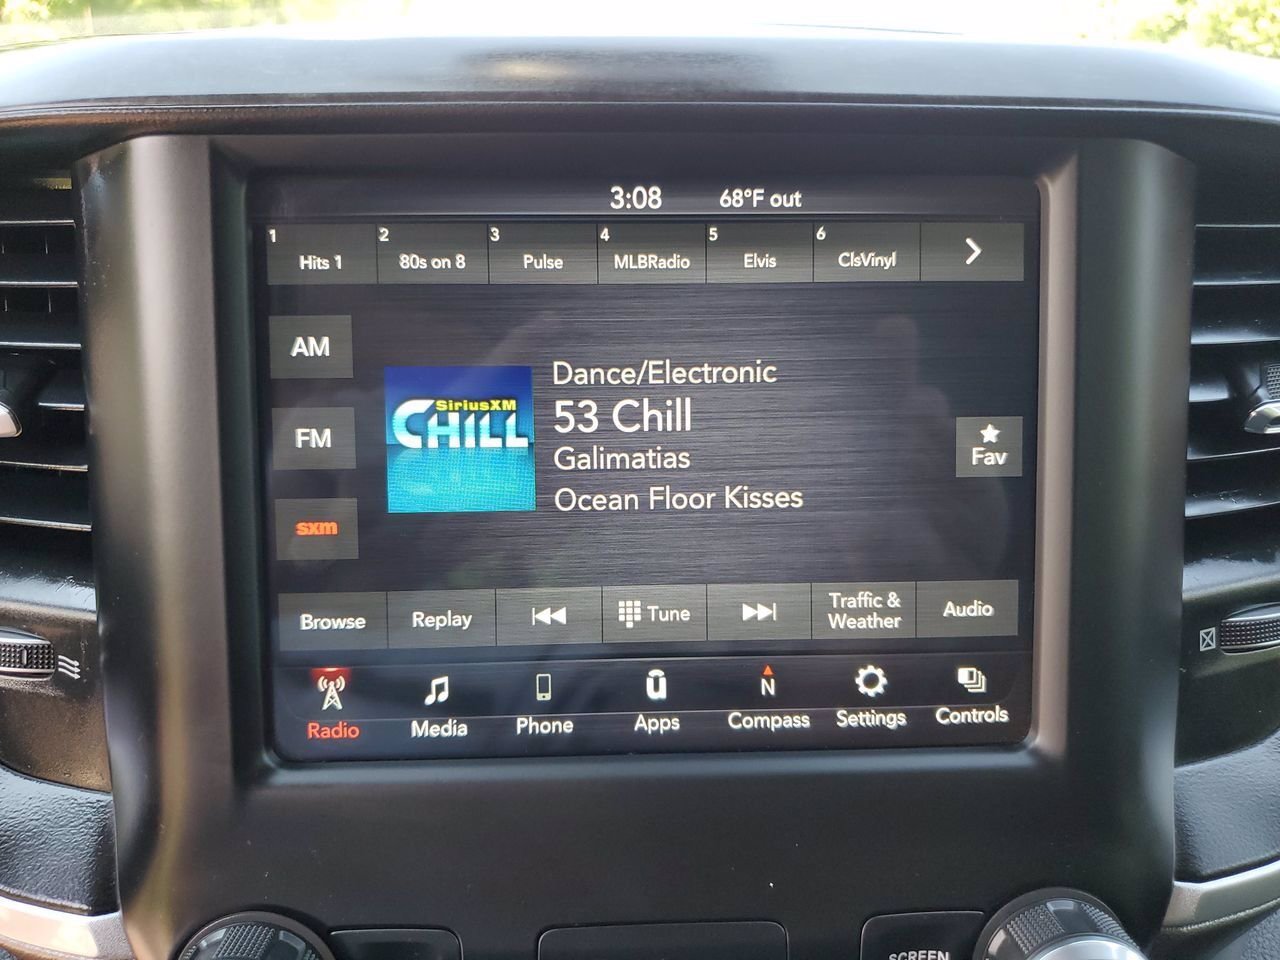 3:08 68°F out
1 2 3 4 5 6
Hits 1 80s on 8 Pulse MLBRadio Elvis ClsVinyl
AM
FM
sxm
SiriusXM
CHILL
Dance/Electronic
53 Chill
Galimatias
Ocean Floor Kisses
Fav
Browse Replay Tune Traffic & Weather Audio
N
Radio Media Phone Apps Compass Settings Controls
SCREEN